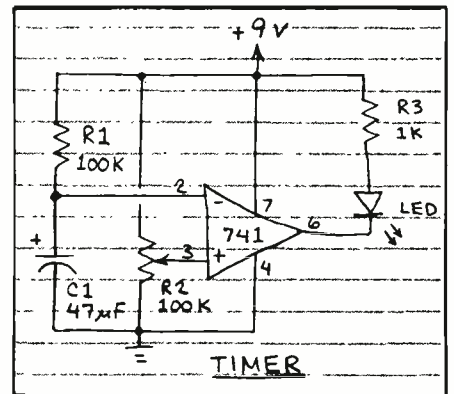 +9V
R1
100K
R3
1K
2
-
7
741
6
LED
+
3
+
4
R2
100K
C1
47µF
TIMER